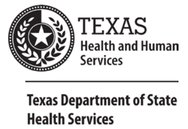 TEXAS
Health and Human
Services
Texas Department of State
Health Services